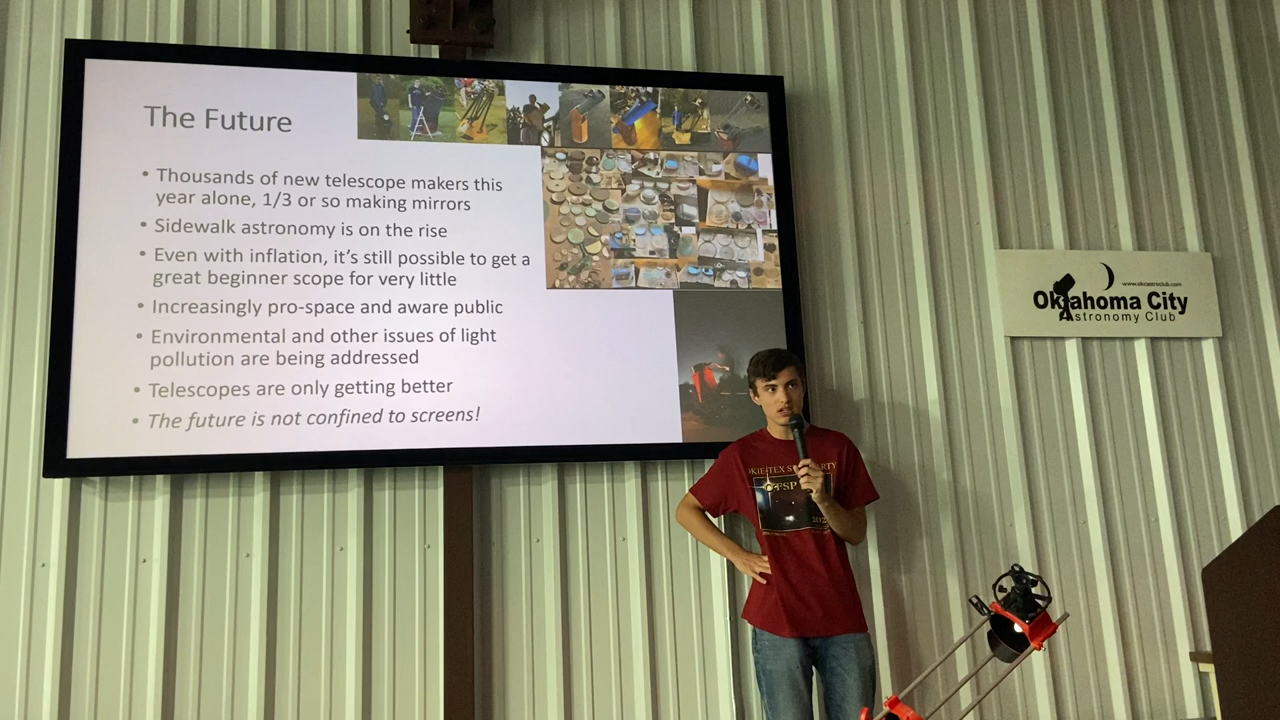 The Future
• Thousands of new telescope makers this
year alone, 1/3 or so making mirrors
• Sidewalk astronomy is on the rise
• Even with inflation, it's still possible to get a
great beginner scope for very little
• Increasingly pro-space and aware public
• Environmental and other issues of light
pollution are being addressed
• Telescopes are only getting better
• The future is not confined to screens!
www.okcastroclub.com
Oklahoma City
Astronomy Club